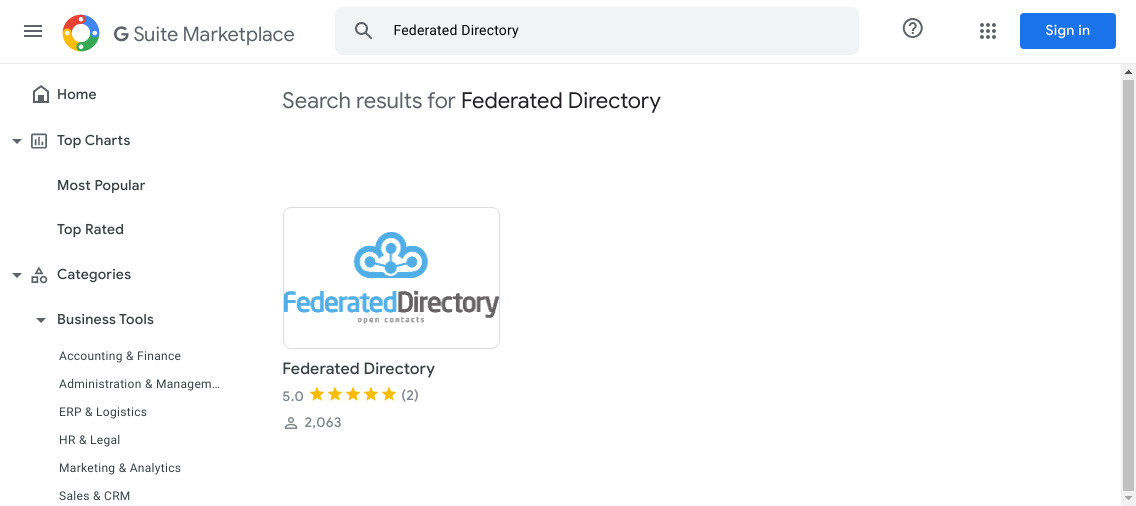 G Suite Marketplace
Federated Directory
Sign in
Home
Top Charts
Most Popular
Top Rated
Categories
Business Tools
Accounting & Finance
Administration & Managem...
ERP & Logistics
HR & Legal
Marketing & Analytics
Sales & CRM
Search results for Federated Directory
FederatedDirectory
open contacts
Federated Directory
5.0 (2)
2,063